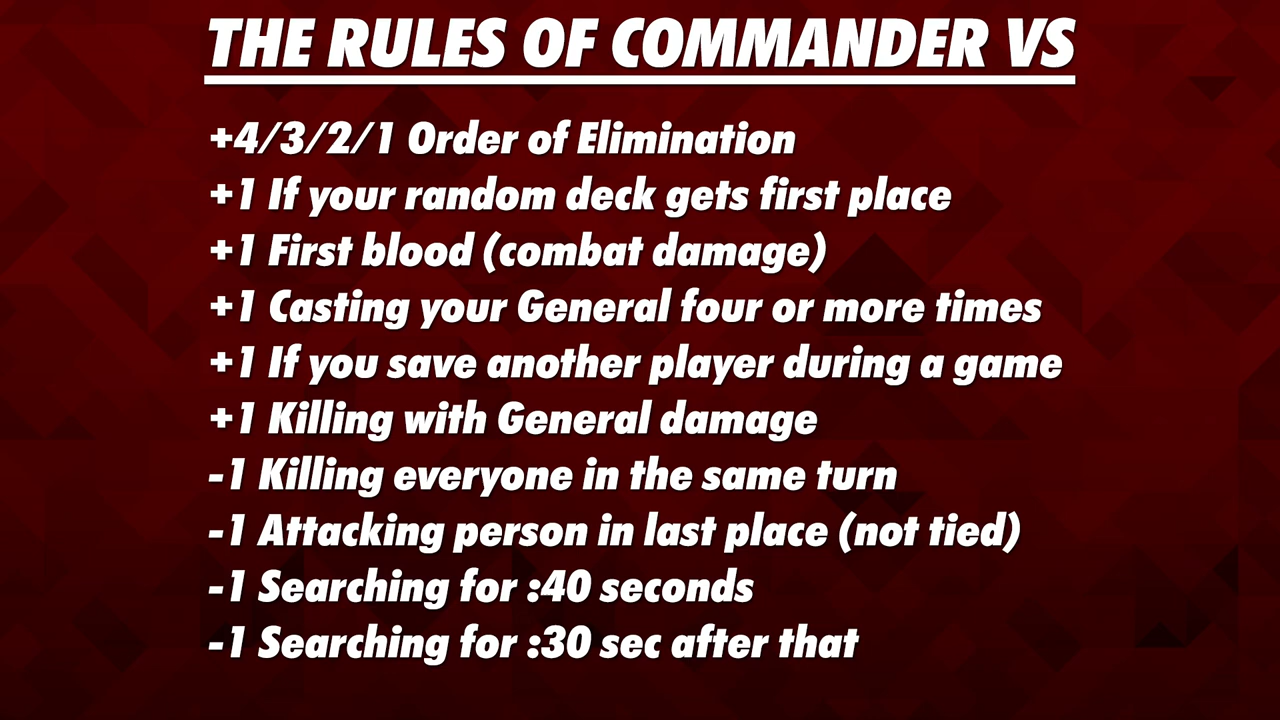 THE RULES OF COMMANDER VS
+4/3/2/1 Order of Elimination
+1 If your random deck gets first place
+1 First blood (combat damage)
+1 Casting your General four or more times
+1 If you save another player during a game
+1 Killing with General damage
-1 Killing everyone in the same turn
-1 Attacking person in last place (not tied)
-1 Searching for :40 seconds
-1 Searching for :30 sec after that